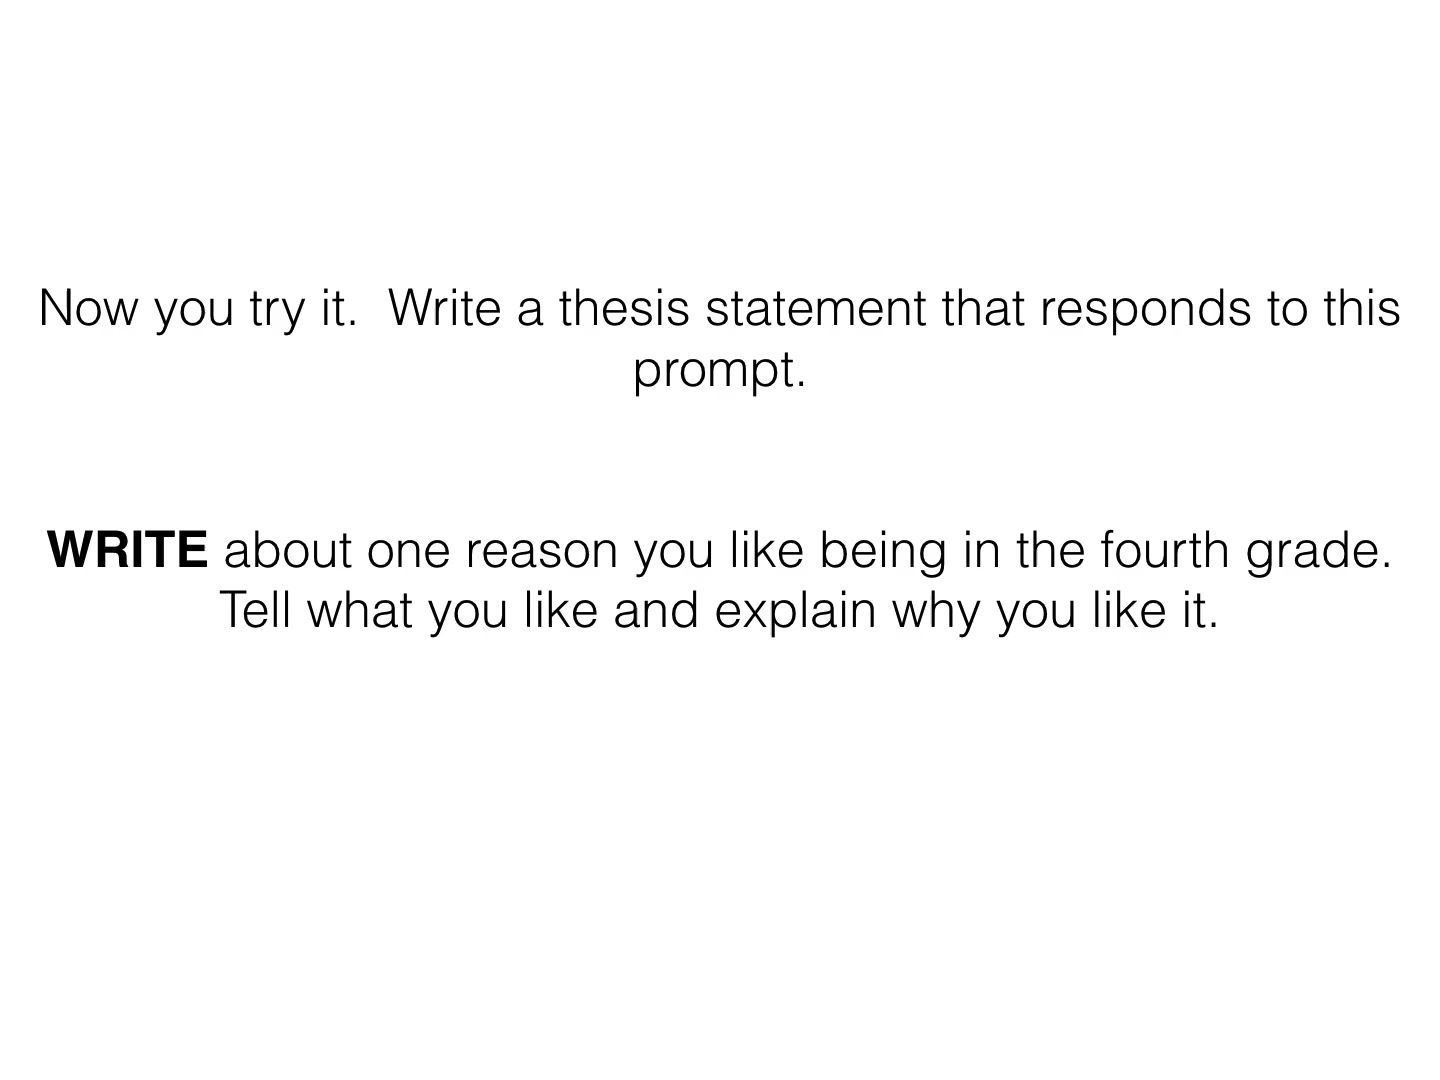 Now you try it.  Write a thesis statement that responds to this
prompt.
WRITE about one reason you like being in the fourth grade.
Tell what you like and explain why you like it.